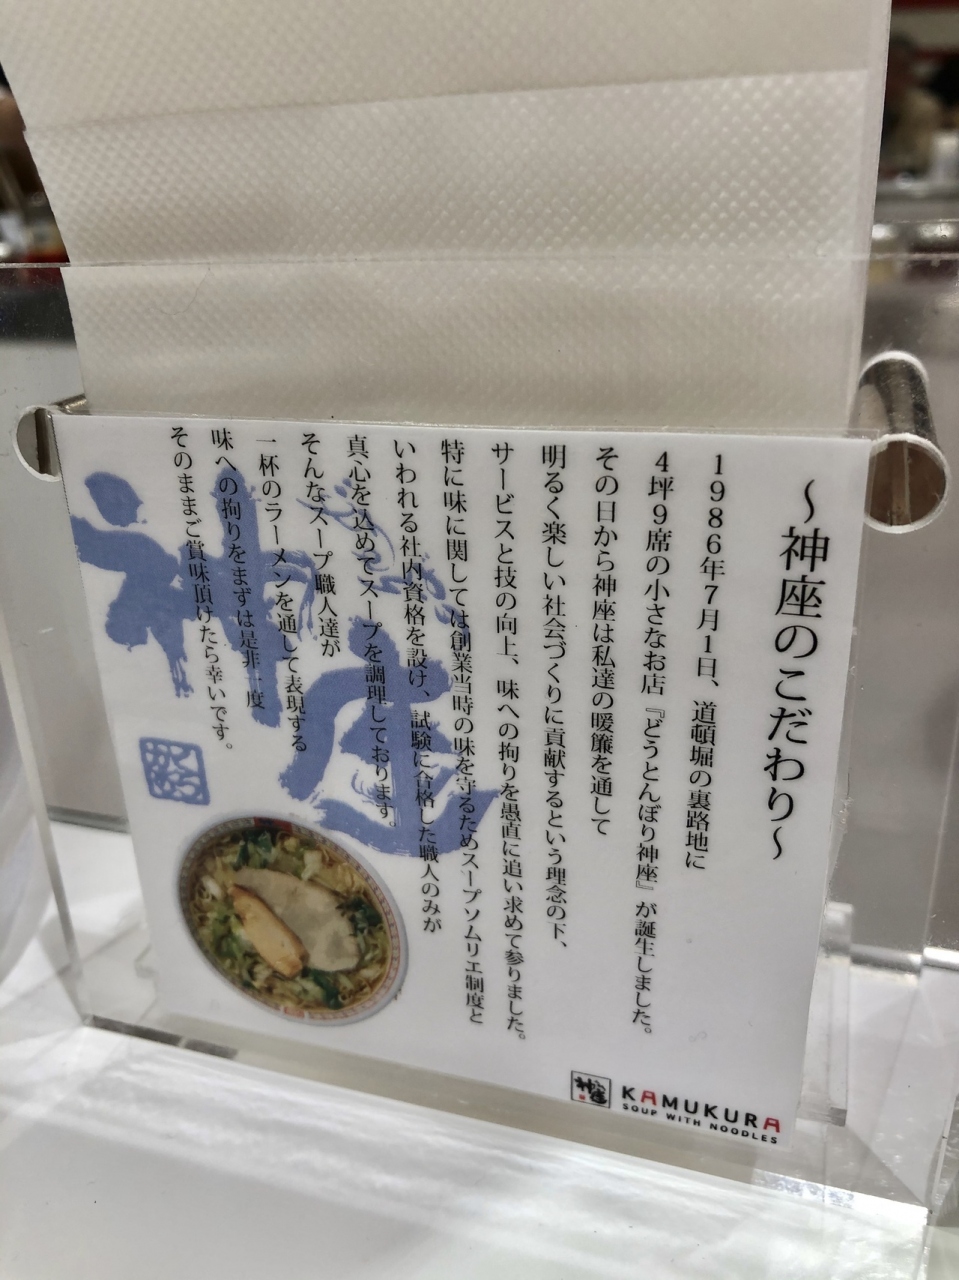 〜神座のこだわり〜
1986年7月1日、道頓堀の裏路地に
4坪9席の小さなお店『どうとんぼり神座』が誕生しました。
その日から神座は私達の暖簾を通して
明るく楽しい社会づくりに貢献するという理念の下、
サービスと技の向上、味への拘りを愚直に追い求めて参りました。
特に味に関しては創業当時の味を守るためスープソムリエ制度と
いわれる社内資格を設け、試験に合格した職人のみが
真心を込めてスープを調理しております。
そんなスープ職人達が
一杯のラーメンを通して表現する
味への拘りをまずは是非一度
そのままご賞味頂けたら幸いです。
神座
かむくら
神座
KAMUKURA
SOUP WITH NOODLES